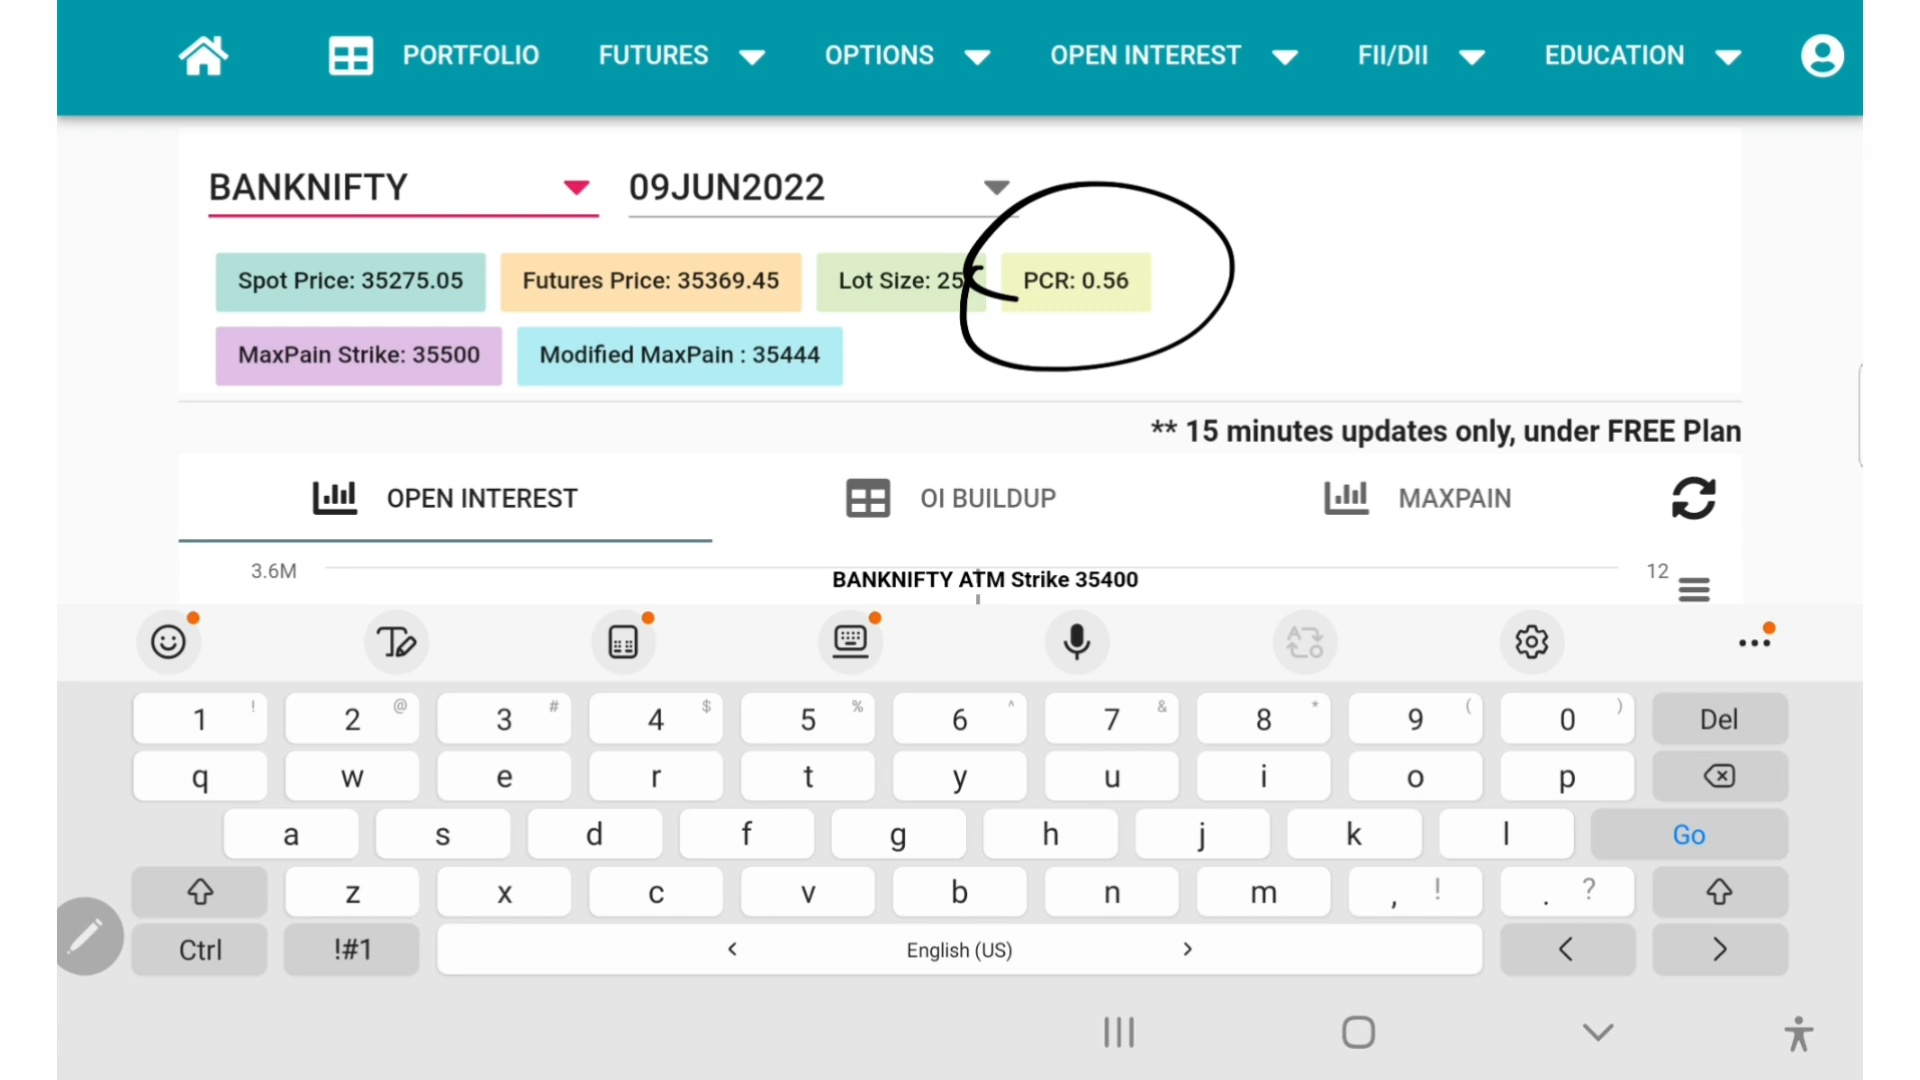 PORTFOLIO FUTURES OPTIONS OPEN INTEREST FII/DII EDUCATION
BANKNIFTY 09JUN2022
Spot Price: 35275.05 Futures Price: 35369.45 Lot Size: 25 PCR: 0.56
MaxPain Strike: 35500 Modified MaxPain : 35444
** 15 minutes updates only, under FREE Plan
OPEN INTEREST OI BUILDUP MAXPAIN
3.6M BANKNIFTY ATM Strike 35400 12
1 ! 2 @ 3 # 4 $ 5 % 6 ^ 7 & 8 * 9 ( 0 ) Del
q w e r t y u i o p
a s d f g h j k l Go
z x c v b n m , ! . ?
Ctrl !#1 < English (US) > < >